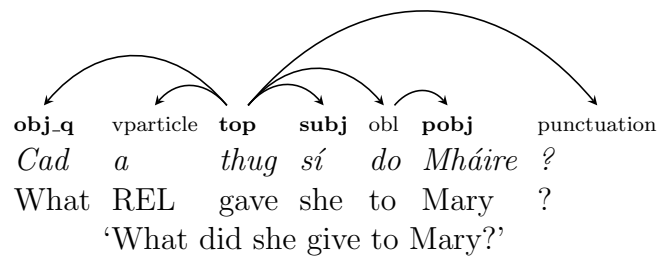 obj_q vparticle top subj obl pobj punctuation
Cad a thug sí do Mháire ?
What REL gave she to Mary ?
‘What did she give to Mary?’